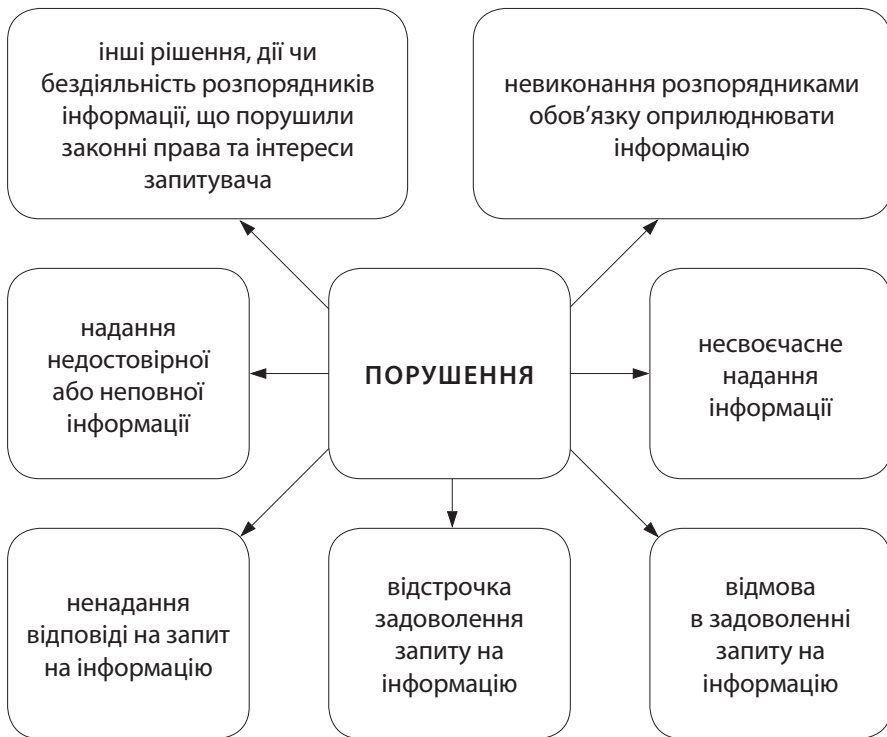 інші рішення, дії чи
бездіяльність розпорядників
інформації, що порушили
законні права та інтереси
запитувача
невиконання розпорядниками
обов’язку оприлюднювати
інформацію
надання
недостовірної
або неповної
інформації
ПОРУШЕННЯ
несвоєчасне
надання
інформації
ненадання
відповіді на запит
на інформацію
відстрочка
задоволення
запиту на
інформацію
відмова
в задоволенні
запиту на
інформацію